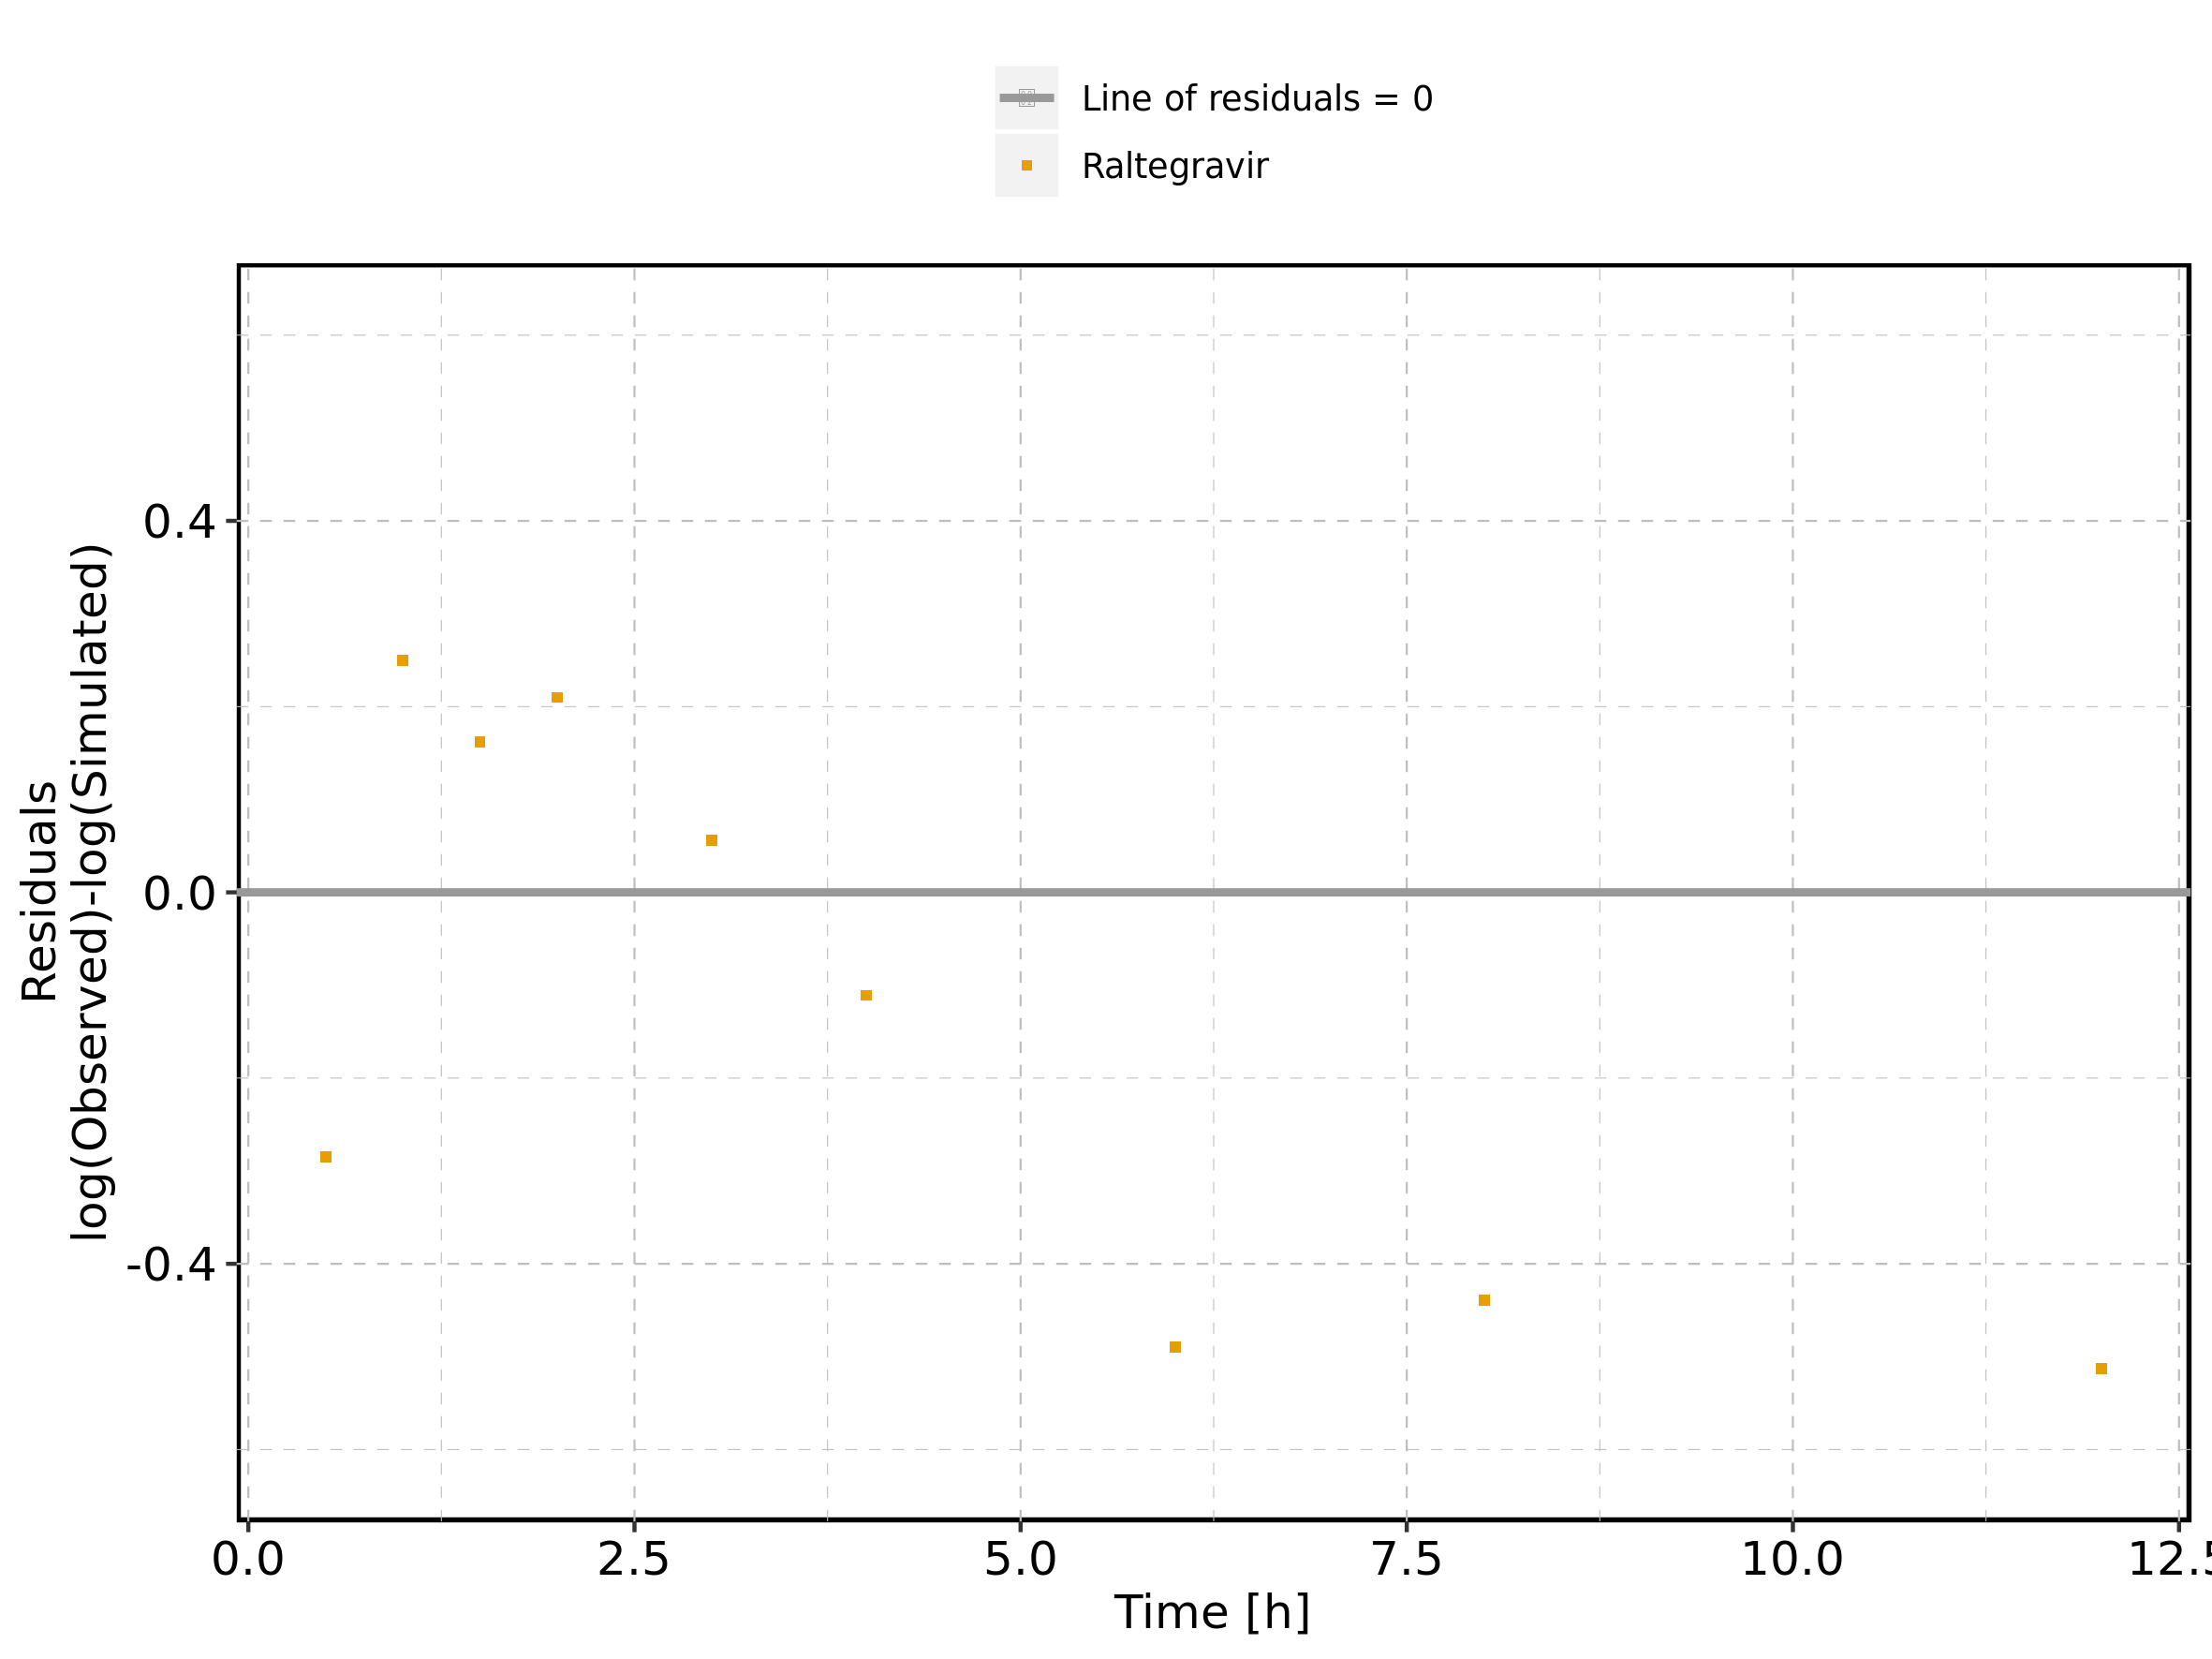 Line of residuals = 0
Raltegravir
Residuals
log(Observed)-log(Simulated)
0.4
0.0
-0.4
0.0 2.5 5.0 7.5 10.0 12.5
Time [h]